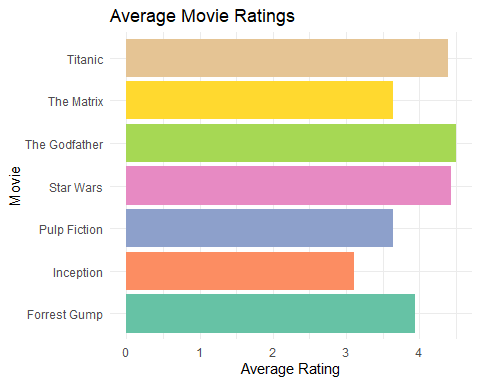 Average Movie Ratings
Movie
Titanic
The Matrix
The Godfather
Star Wars
Pulp Fiction
Inception
Forrest Gump
0 1 2 3 4
Average Rating